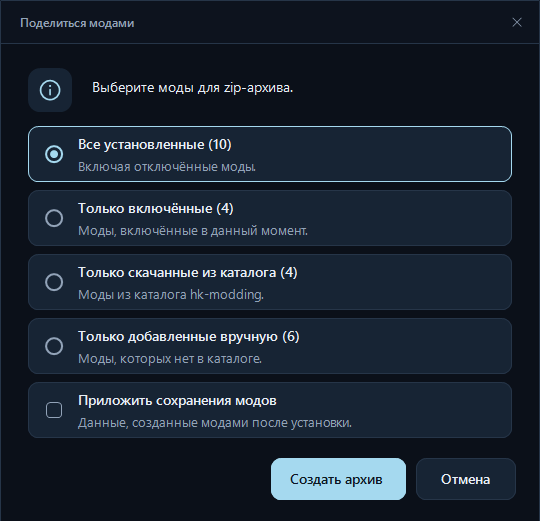 Поделиться модами
Выберите моды для zip-архива.
Все установленные (10)
Включая отключённые моды.
Только включённые (4)
Моды, включённые в данный момент.
Только скачанные из каталога (4)
Моды из каталога hk-modding.
Только добавленные вручную (6)
Моды, которых нет в каталоге.
Приложить сохранения модов
Данные, созданные модами после установки.
Создать архив
Отмена